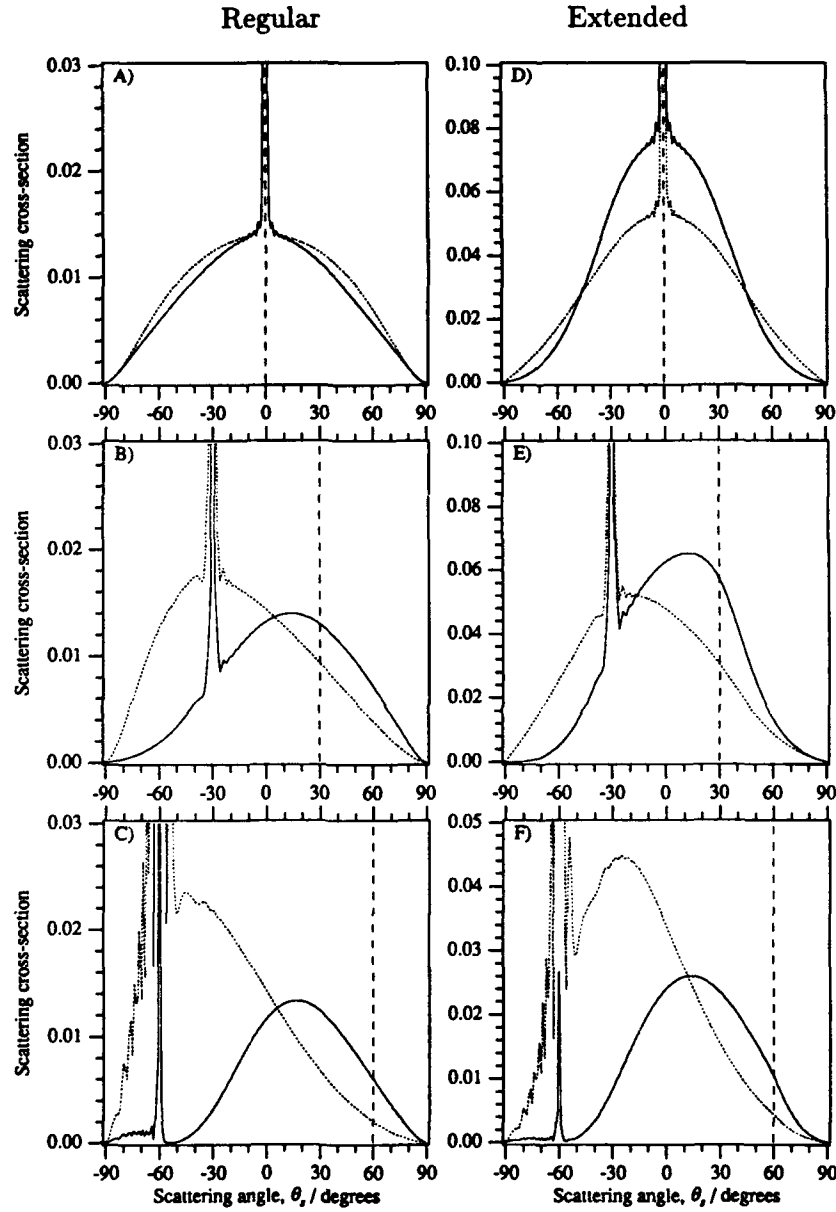 Regular Extended
A)
0.03
0.02
0.01
0.00
Scattering cross-section
-90 -60 -30 0 30 60 90
D)
0.10
0.08
0.06
0.04
0.02
0.00
-90 -60 -30 0 30 60 90
B)
0.03
0.02
0.01
0.00
Scattering cross-section
-90 -60 -30 0 30 60 90
E)
0.10
0.08
0.06
0.04
0.02
0.00
-90 -60 -30 0 30 60 90
C)
0.03
0.02
0.01
0.00
Scattering cross-section
-90 -60 -30 0 30 60 90
Scattering angle, θs / degrees
F)
0.05
0.04
0.03
0.02
0.01
0.00
-90 -60 -30 0 30 60 90
Scattering angle, θs / degrees